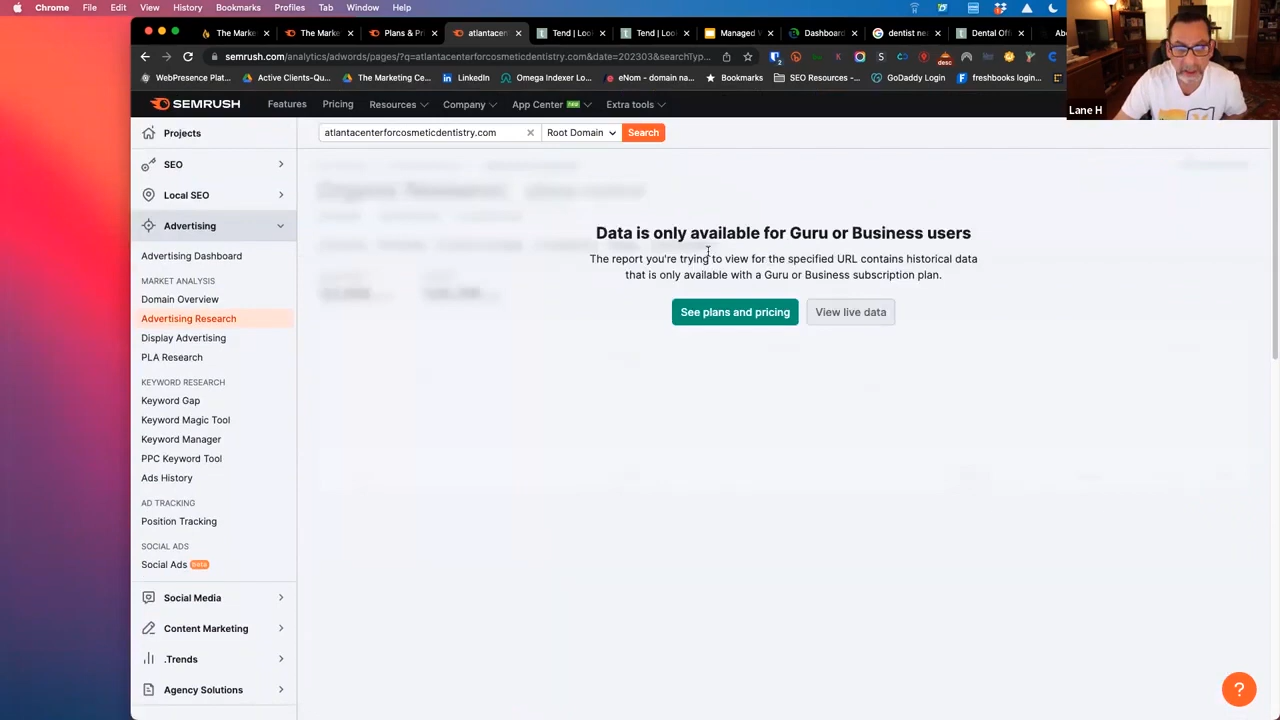 Chrome File Edit View History Bookmarks Profiles Tab Window Help
The Marke
The Marke
Plans & Pr
atlantacen
Tend | Loc
Tend | Loc
Managed W
Dashboard
dentist nea
Dental Off
Abo
semrush.com/analytics/adwords/pages/?q=atlantacenterforcosmeticdentistry.com&date=202303&searchTyp...
WebPresence Plat...
Active Clients-Qu...
The Marketing Ce...
LinkedIn
Omega Indexer Lo...
eNom - domain na...
Bookmarks
SEO Resources -...
GoDaddy Login
freshbooks login...
Lane H
SEMRUSH
Features
Pricing
Resources
Company
App Center new
Extra tools
Projects
atlantacenterforcosmeticdentistry.com
Root Domain
Search
SEO
Local SEO
Advertising
Advertising Dashboard
MARKET ANALYSIS
Domain Overview
Advertising Research
Display Advertising
PLA Research
KEYWORD RESEARCH
Keyword Gap
Keyword Magic Tool
Keyword Manager
PPC Keyword Tool
Ads History
AD TRACKING
Position Tracking
SOCIAL ADS
Social Ads beta
Social Media
Content Marketing
.Trends
Agency Solutions
Data is only available for Guru or Business users
The report you're trying to view for the specified URL contains historical data
that is only available with a Guru or Business subscription plan.
See plans and pricing
View live data
?